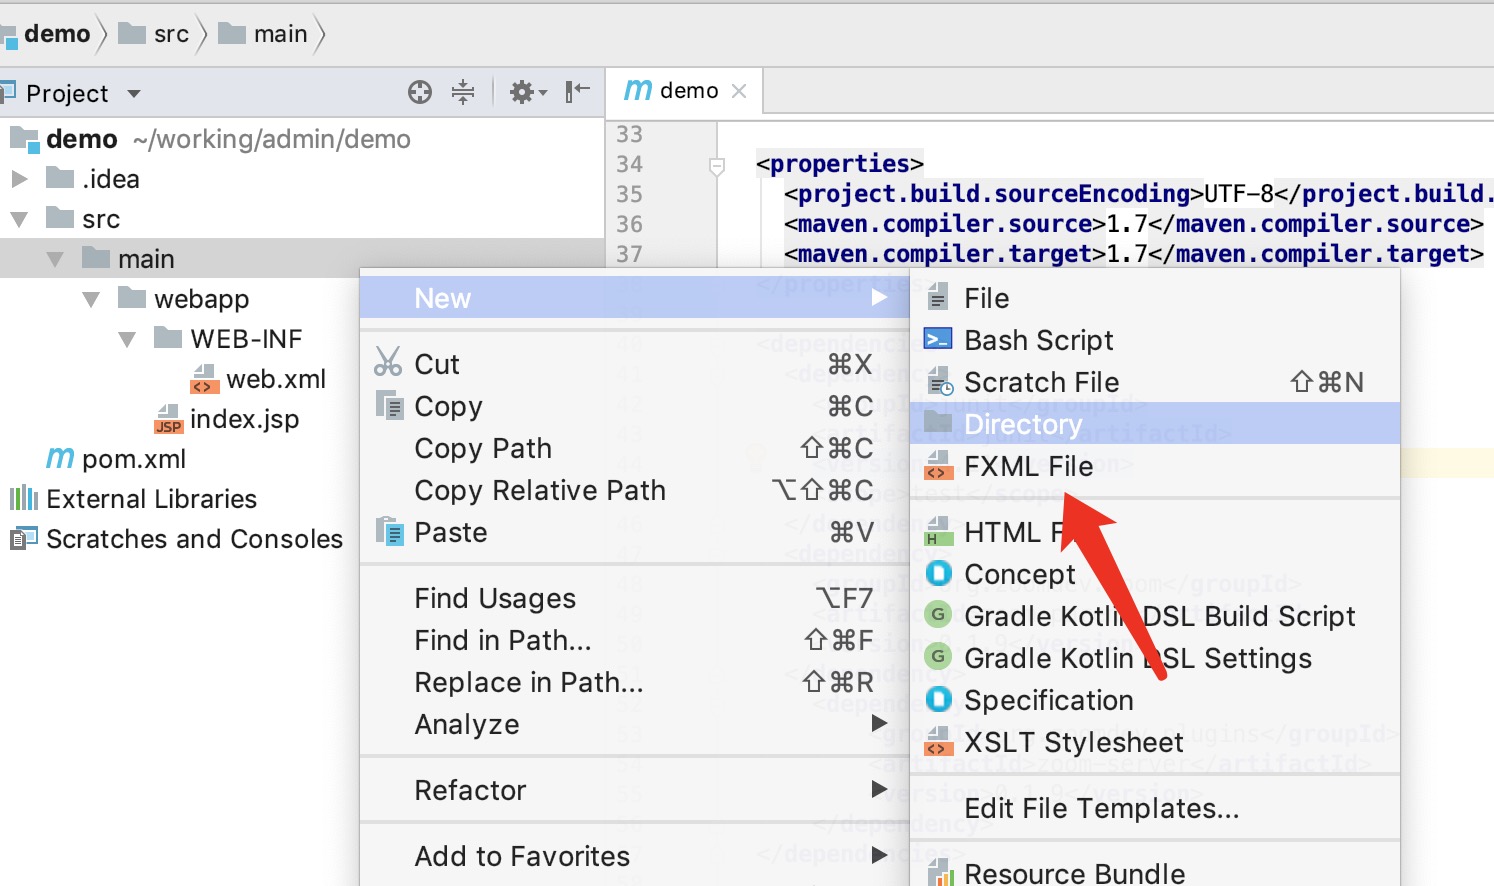 demo src main
Project
demo
demo ~/working/admin/demo
.idea
src
main
webapp
WEB-INF
web.xml
index.jsp
pom.xml
External Libraries
Scratches and Consoles
33
34 <properties>
35 <project.build.sourceEncoding>UTF-8</project.build.
36 <maven.compiler.source>1.7</maven.compiler.source>
37 <maven.compiler.target>1.7</maven.compiler.target>
New
Cut ⌘X
Copy ⌘C
Copy Path ⇧⌘C
Copy Relative Path ⌥⇧⌘C
Paste ⌘V
Find Usages ⌥F7
Find in Path... ⇧⌘F
Replace in Path... ⇧⌘R
Analyze
Refactor
Add to Favorites
File
Bash Script
Scratch File ⇧⌘N
Directory
FXML File
HTML
Concept
Gradle Kotlin DSL Build Script
Gradle Kotlin DSL Settings
Specification
XSLT Stylesheet
Edit File Templates...
Resource Bundle